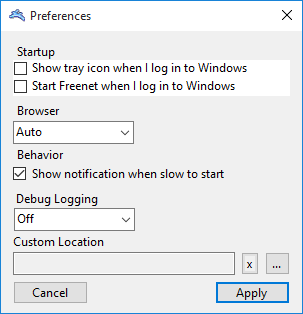 Preferences
Startup
Show tray icon when I log in to Windows
Start Freenet when I log in to Windows
Browser
Auto
Behavior
Show notification when slow to start
Debug Logging
Off
Custom Location
x ...
Cancel Apply